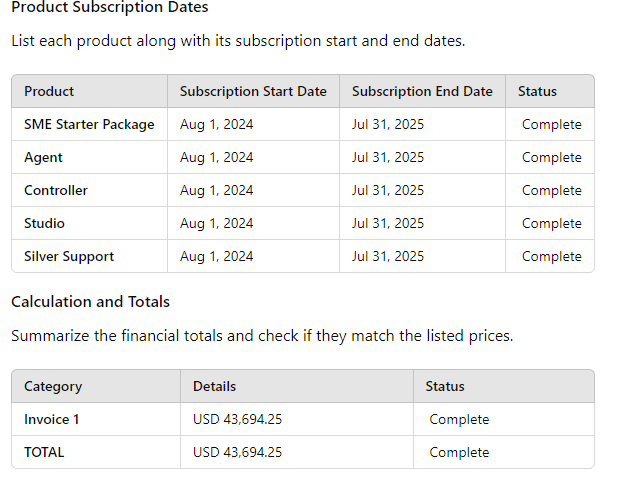 Product Subscription Dates
List each product along with its subscription start and end dates.
Product Subscription Start Date Subscription End Date Status
SME Starter Package Aug 1, 2024 Jul 31, 2025 Complete
Agent Aug 1, 2024 Jul 31, 2025 Complete
Controller Aug 1, 2024 Jul 31, 2025 Complete
Studio Aug 1, 2024 Jul 31, 2025 Complete
Silver Support Aug 1, 2024 Jul 31, 2025 Complete
Calculation and Totals
Summarize the financial totals and check if they match the listed prices.
Category Details Status
Invoice 1 USD 43,694.25 Complete
TOTAL USD 43,694.25 Complete